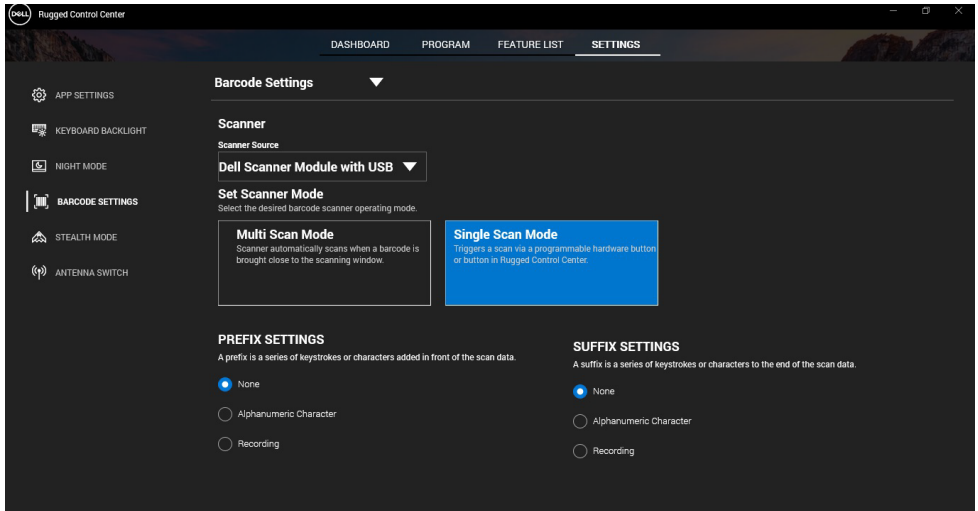 DELL Rugged Control Center
DASHBOARD PROGRAM FEATURE LIST SETTINGS
APP SETTINGS
KEYBOARD BACKLIGHT
NIGHT MODE
BARCODE SETTINGS
STEALTH MODE
ANTENNA SWITCH
Barcode Settings
Scanner
Scanner Source
Dell Scanner Module with USB
Set Scanner Mode
Select the desired barcode scanner operating mode.
Multi Scan Mode
Scanner automatically scans when a barcode is
brought close to the scanning window.
Single Scan Mode
Triggers a scan via a programmable hardware button
or button in Rugged Control Center.
PREFIX SETTINGS
A prefix is a series of keystrokes or characters added in front of the scan data.
None
Alphanumeric Character
Recording
SUFFIX SETTINGS
A suffix is a series of keystrokes or characters to the end of the scan data.
None
Alphanumeric Character
Recording